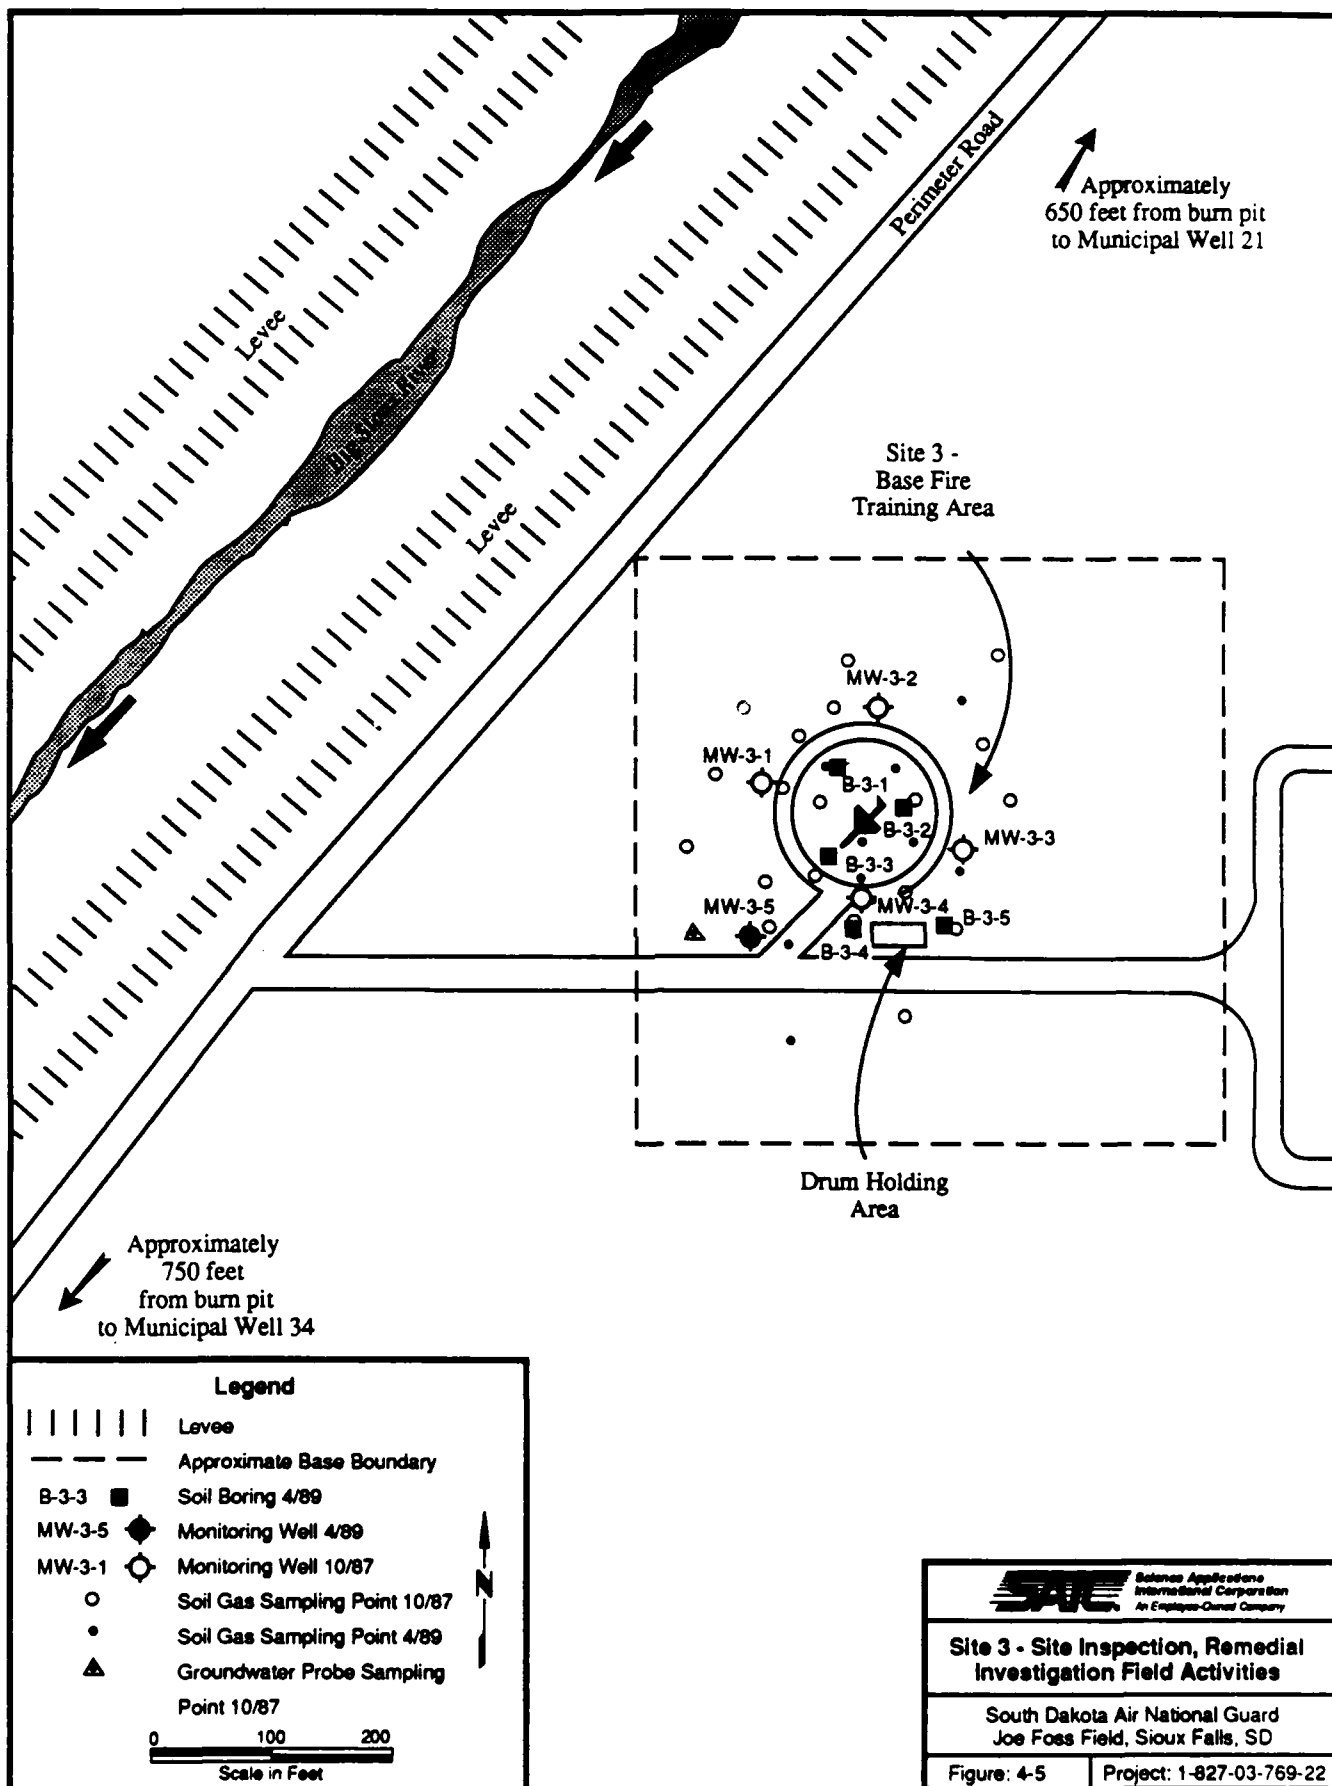 Perimeter Road
Approximately
650 feet from burn pit
to Municipal Well 21
Levee
Big Sioux River
Levee
Site 3 -
Base Fire
Training Area
MW-3-2
MW-3-1
B-3-1
B-3-2
MW-3-3
B-3-3
MW-3-5
MW-3-4
B-3-5
B-3-4
Drum Holding
Area
Approximately
750 feet
from burn pit
to Municipal Well 34
Legend
Levee
Approximate Base Boundary
B-3-3 Soil Boring 4/89
MW-3-5 Monitoring Well 4/89
MW-3-1 Monitoring Well 10/87
Soil Gas Sampling Point 10/87
Soil Gas Sampling Point 4/89
Groundwater Probe Sampling
Point 10/87
N
0 100 200
Scale in Feet
SAIC
Science Applications
International Corporation
An Employee-Owned Company
Site 3 - Site Inspection, Remedial
Investigation Field Activities
South Dakota Air National Guard
Joe Foss Field, Sioux Falls, SD
Figure: 4-5
Project: 1-827-03-769-22